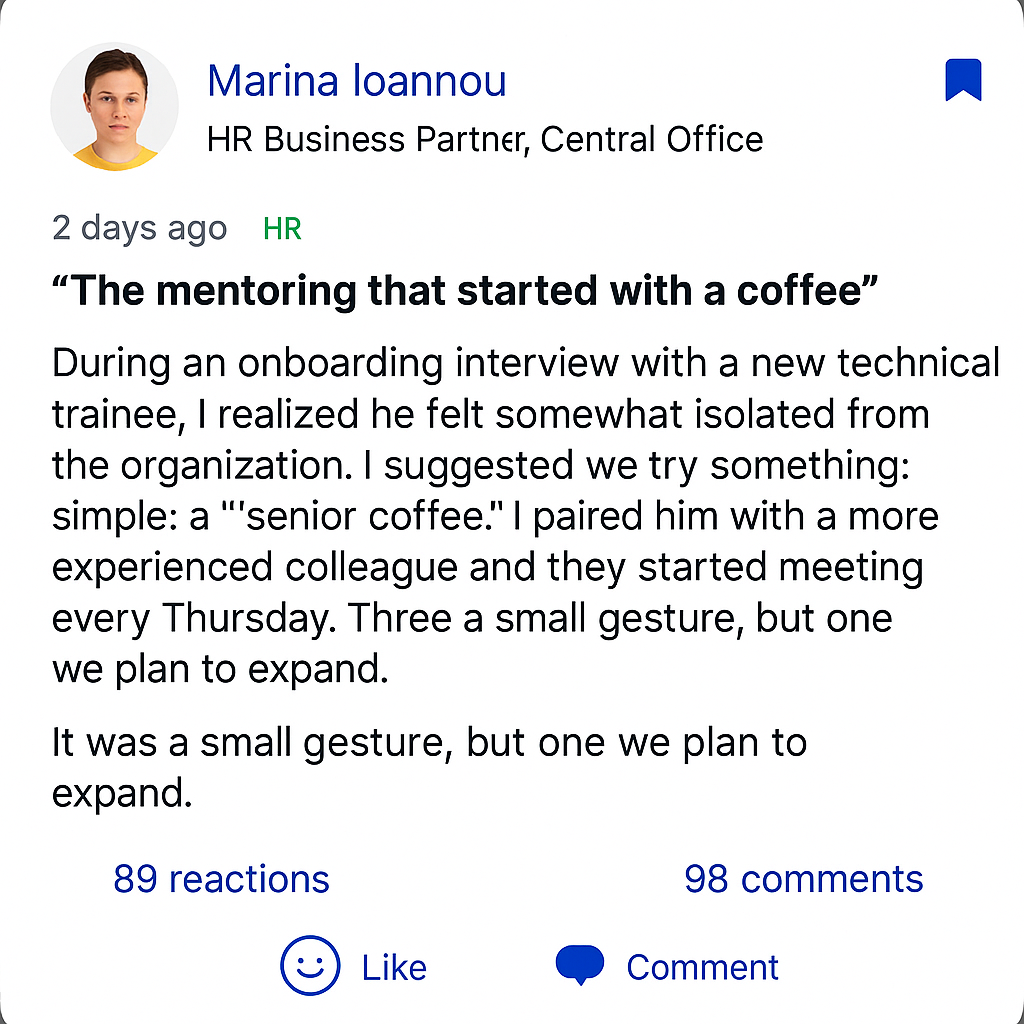 Marina Ioannou
HR Business Partner, Central Office
2 days ago HR
“The mentoring that started with a coffee”
During an onboarding interview with a new technical
trainee, I realized he felt somewhat isolated from
the organization. I suggested we try something:
simple: a "'senior coffee." I paired him with a more
experienced colleague and they started meeting
every Thursday. Three a small gesture, but one
we plan to expand.
It was a small gesture, but one we plan to
expand.
89 reactions 98 comments
Like Comment